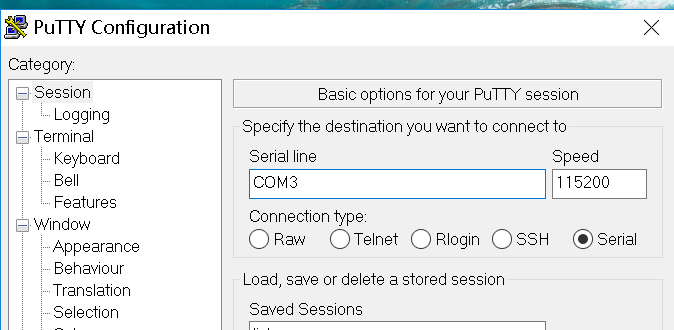 PuTTY Configuration
Category:
Session
Logging
Terminal
Keyboard
Bell
Features
Window
Appearance
Behaviour
Translation
Selection
Basic options for your PuTTY session
Specify the destination you want to connect to
Serial line
Speed
COM3
115200
Connection type:
Raw
Telnet
Rlogin
SSH
Serial
Load, save or delete a stored session
Saved Sessions